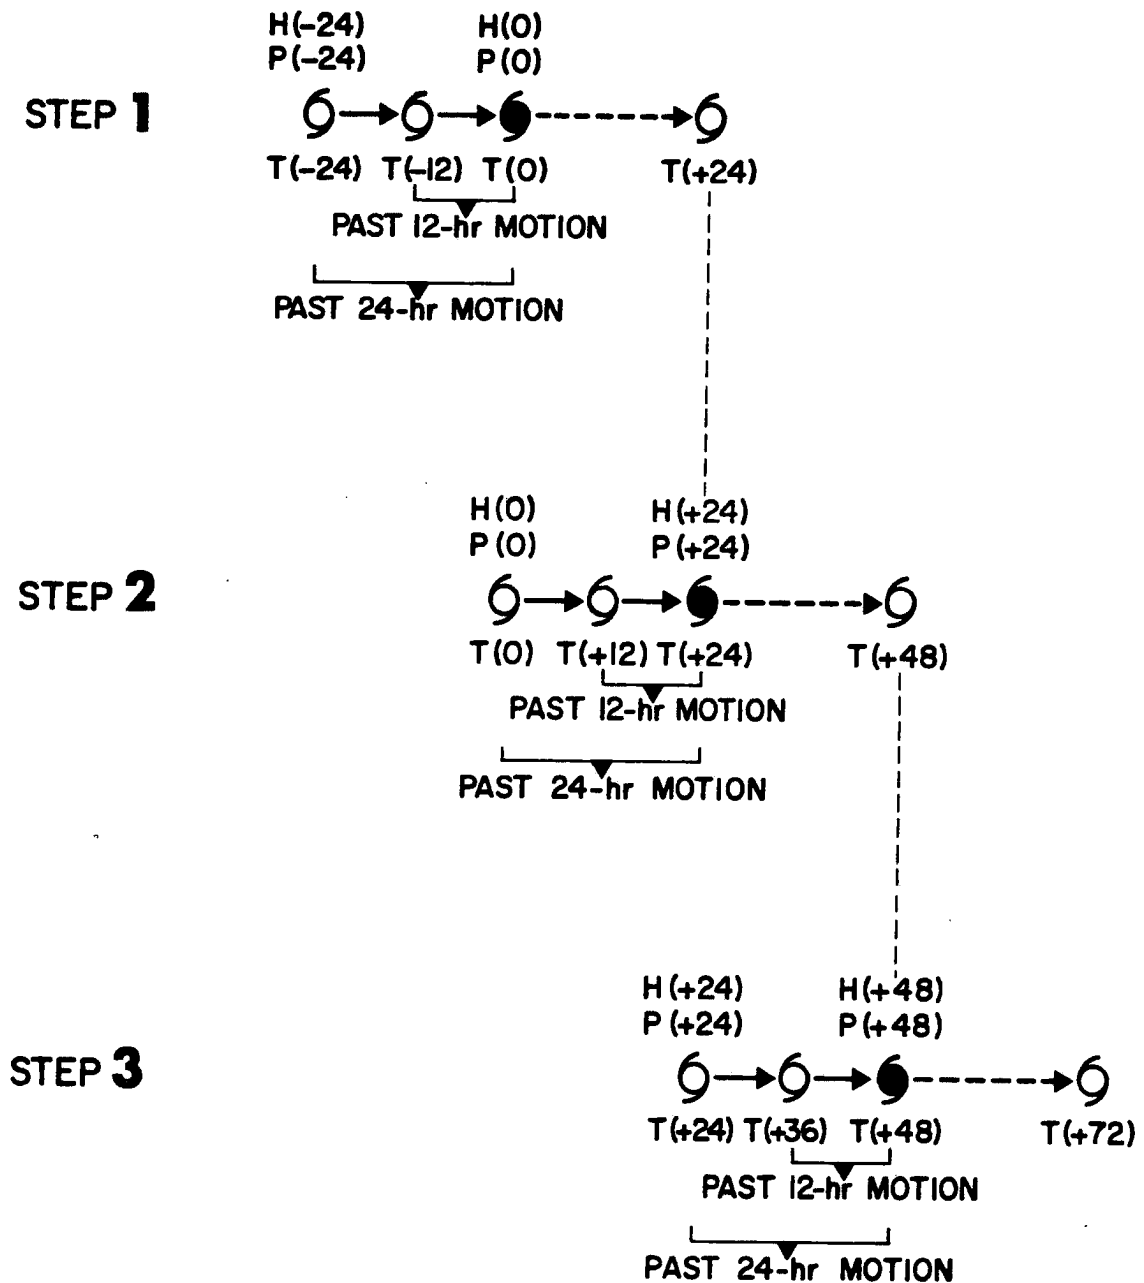 H(-24) H(0)
P(-24) P(0)
STEP 1
T(-24) T(-12) T(0) T(+24)
PAST 12-hr MOTION
PAST 24-hr MOTION
H(0) H(+24)
P(0) P(+24)
STEP 2
T(0) T(+12) T(+24) T(+48)
PAST 12-hr MOTION
PAST 24-hr MOTION
H(+24) H(+48)
P(+24) P(+48)
STEP 3
T(+24) T(+36) T(+48) T(+72)
PAST 12-hr MOTION
PAST 24-hr MOTION